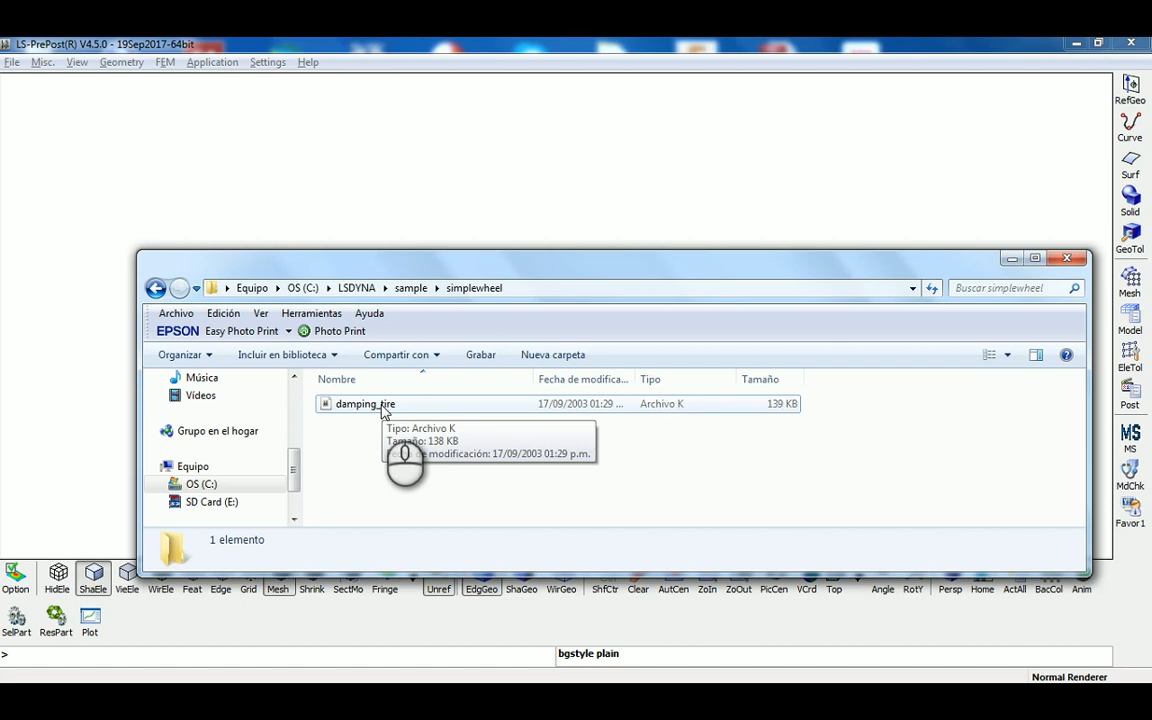 LS-PrePost(R) V4.5.0 - 19Sep2017-64bit
File Misc. View Geometry FEM Application Settings Help
RefGeo
Curve
Surf
Solid
GeoTol
Mesh
Model
EleTol
Post
MS
MS
MdChk
Favor1
Equipo OS (C:) LSDYNA sample simplewheel
Buscar simplewheel
Archivo Edición Ver Herramientas Ayuda
EPSON Easy Photo Print Photo Print
Organizar Incluir en biblioteca Compartir con Grabar Nueva carpeta
Música
Vídeos
Grupo en el hogar
Equipo
OS (C:)
SD Card (E:)
Nombre Fecha de modifica... Tipo Tamaño
damping_tire 17/09/2003 01:29 ... Archivo K 139 KB
Tipo: Archivo K
Tamaño: 138 KB
de modificación: 17/09/2003 01:29 p.m.
1 elemento
Option HidEle ShaEle VieEle WirEle Feat Edge Grid Mesh Shrink SectMo Fringe Unref EdgGeo ShaGeo WirGeo ShfCtr Clear AutCen ZoIn ZoOut PicCen VCrd Top Angle RotY Persp Home ActAll BacCol Anim
SelPart ResPart Plot
>
bgstyle plain
Normal Renderer